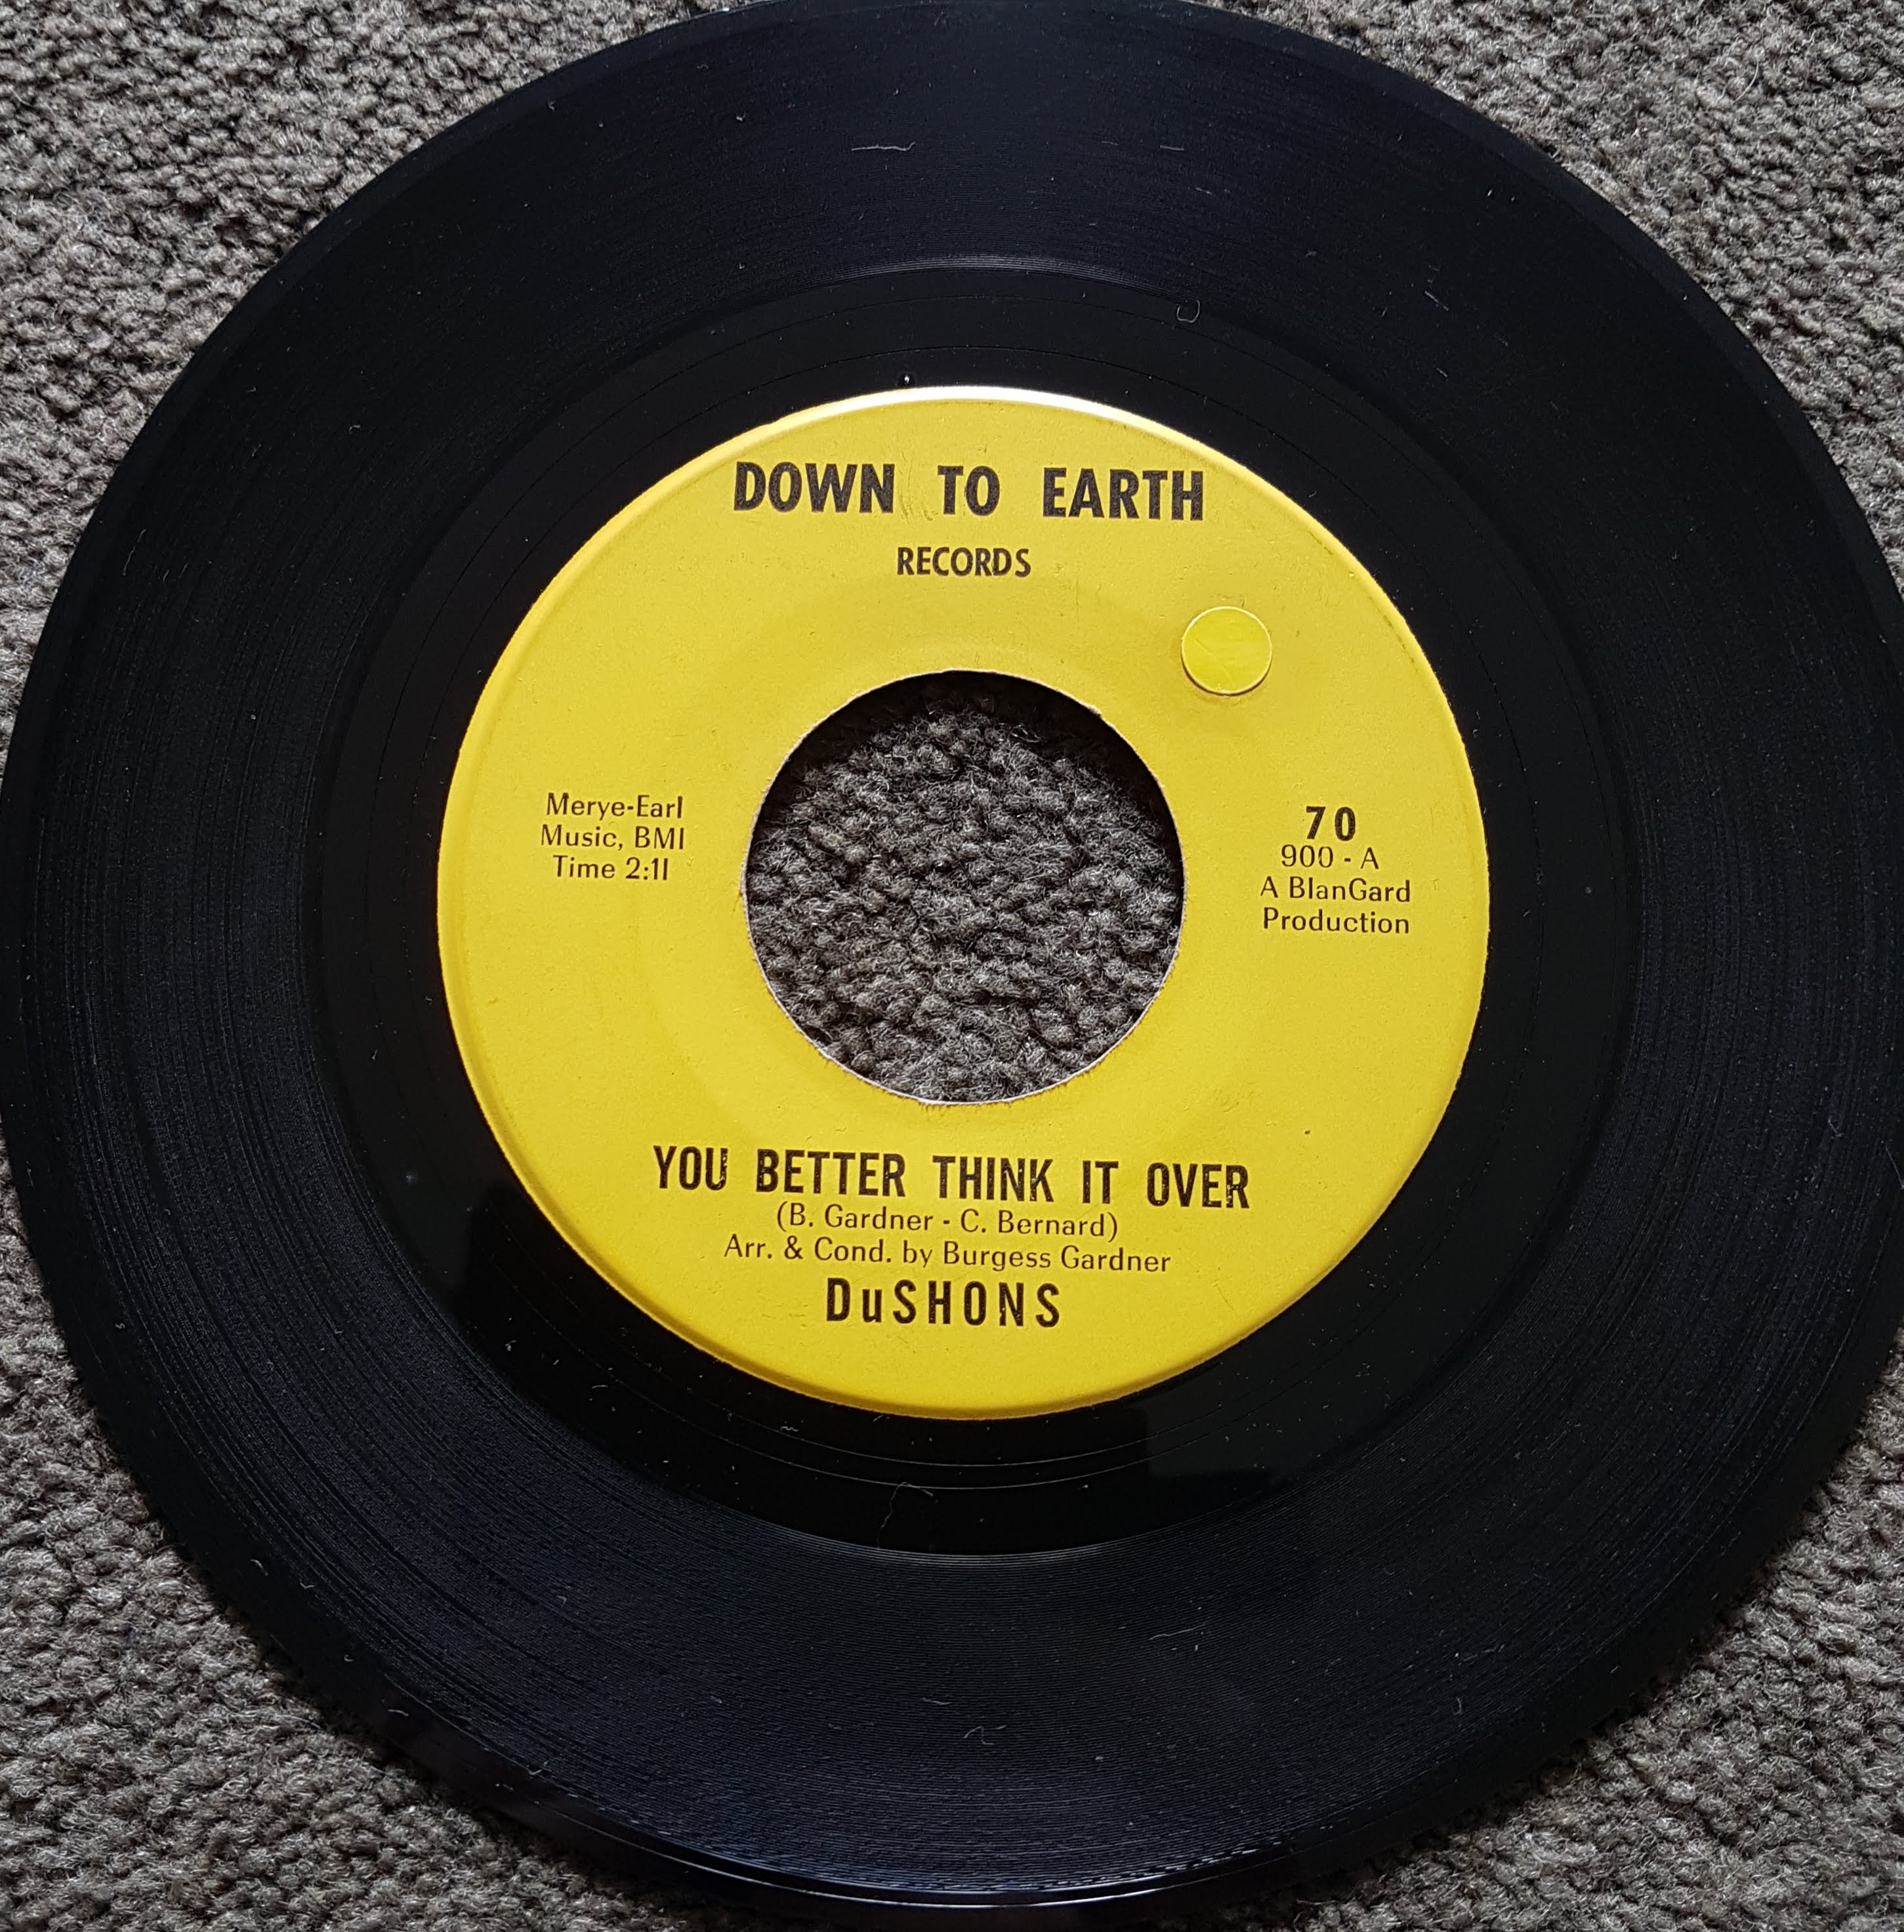 DOWN TO EARTH
RECORDS
Merye-Earl
Music, BMI
Time 2:11
70
900 - A
A BlanGard
Production
YOU BETTER THINK IT OVER
(B. Gardner - C. Bernard)
Arr. & Cond. by Burgess Gardner
DuSHONS